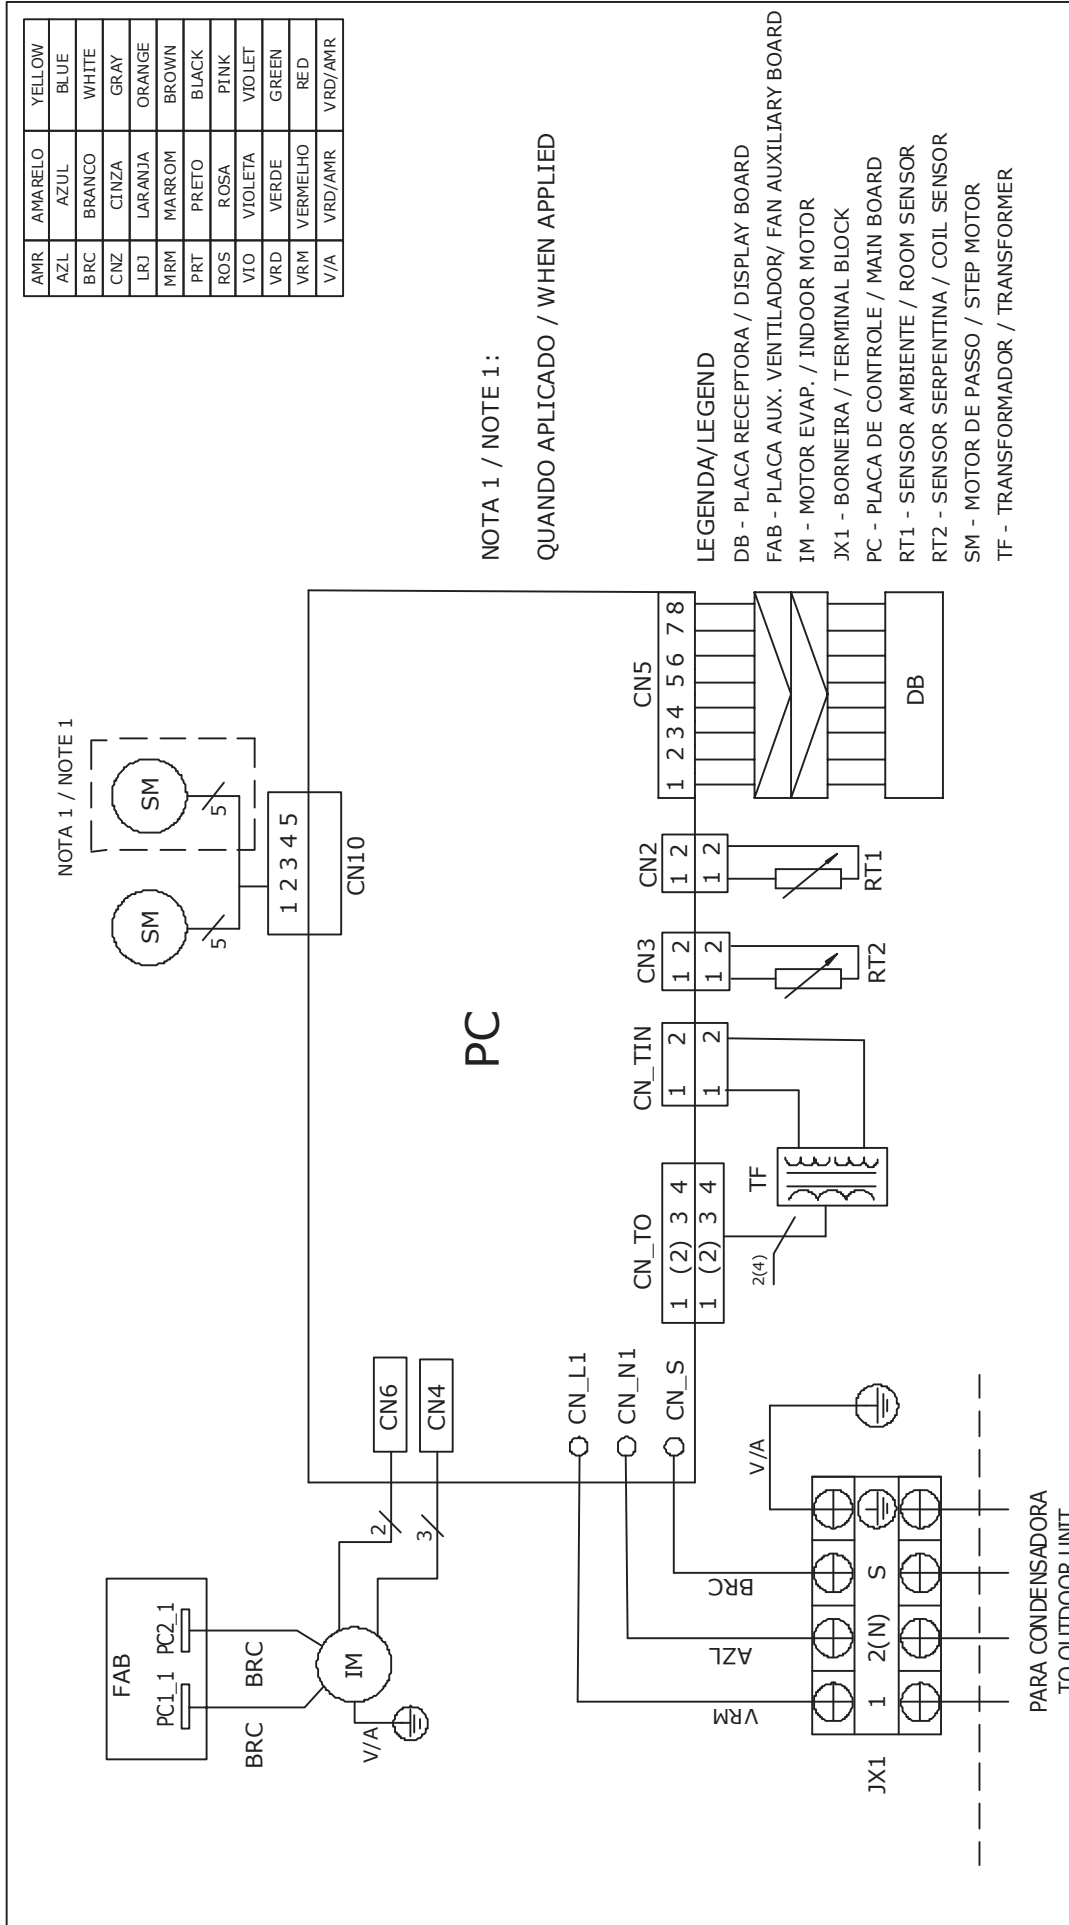 AMR AMARELO YELLOW
AZL AZUL BLUE
BRC BRANCO WHITE
CNZ CINZA GRAY
LRJ LARANJA ORANGE
MRM MARROM BROWN
PRT PRETO BLACK
ROS ROSA PINK
VIO VIOLETA VIOLET
VRD VERDE GREEN
VRM VERMELHO RED
V/A VRD/AMR VRD/AMR
NOTA 1 / NOTE 1
SM
SM
5
5
1 2 3 4 5
CN10
FAB
PC1_1
PC2_1
BRC
BRC
IM
V/A
2
3
CN6
CN4
PC
NOTA 1 / NOTE 1:
QUANDO APLICADO / WHEN APPLIED
CN_L1
CN_N1
CN_S
CN_TO
1 (2) 3 4
1 (2) 3 4
CN_TIN
1 2
1 2
CN3
1 2
1 2
CN2
1 2
1 2
CN5
1 2 3 4 5 6 7 8
2(4)
TF
RT2
RT1
DB
VRM
AZL
BRC
V/A
JX1
1
2(N)
S
PARA CONDENSADORA
TO OUTDOOR UNIT
LEGENDA/LEGEND
DB - PLACA RECEPTORA / DISPLAY BOARD
FAB - PLACA AUX. VENTILADOR/ FAN AUXILIARY BOARD
IM - MOTOR EVAP. / INDOOR MOTOR
JX1 - BORNEIRA / TERMINAL BLOCK
PC - PLACA DE CONTROLE / MAIN BOARD
RT1 - SENSOR AMBIENTE / ROOM SENSOR
RT2 - SENSOR SERPENTINA / COIL SENSOR
SM - MOTOR DE PASSO / STEP MOTOR
TF - TRANSFORMADOR / TRANSFORMER